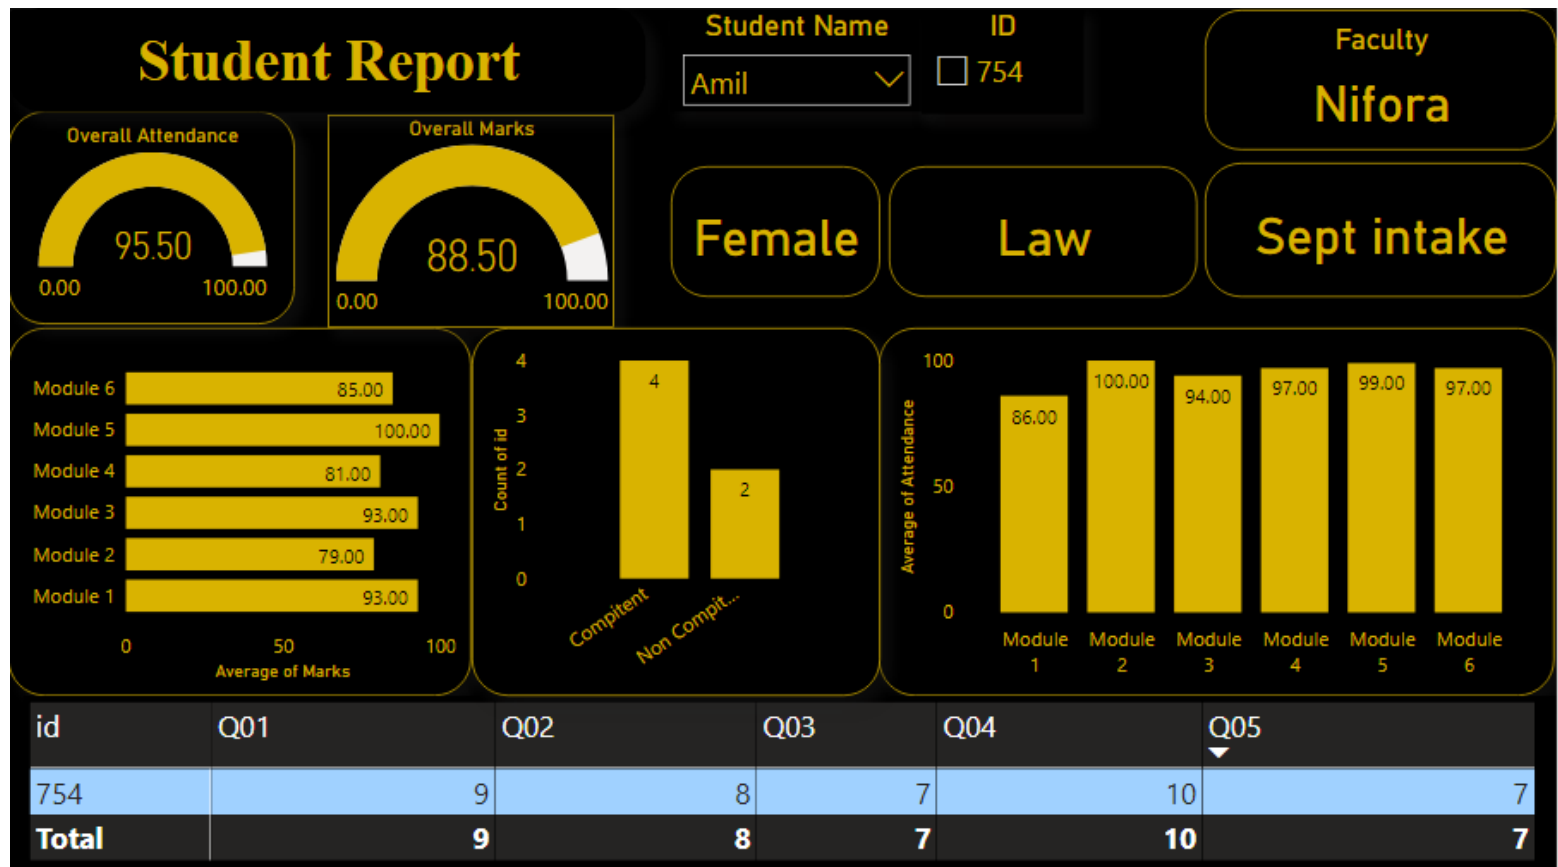 Student Report
Student Name
Amil
ID
754
Faculty
Nifora
Overall Attendance
95.50
0.00 100.00
Overall Marks
88.50
0.00 100.00
Female
Law
Sept intake
Module 6 85.00
Module 5 100.00
Module 4 81.00
Module 3 93.00
Module 2 79.00
Module 1 93.00
0 50 100
Average of Marks
Count of id
4
3
2
1
0
4
2
Compitent
Non Compit...
Average of Attendance
100
50
0
86.00 100.00 94.00 97.00 99.00 97.00
Module 1
Module 2
Module 3
Module 4
Module 5
Module 6
id Q01 Q02 Q03 Q04 Q05
754 9 8 7 10 7
Total 9 8 7 10 7